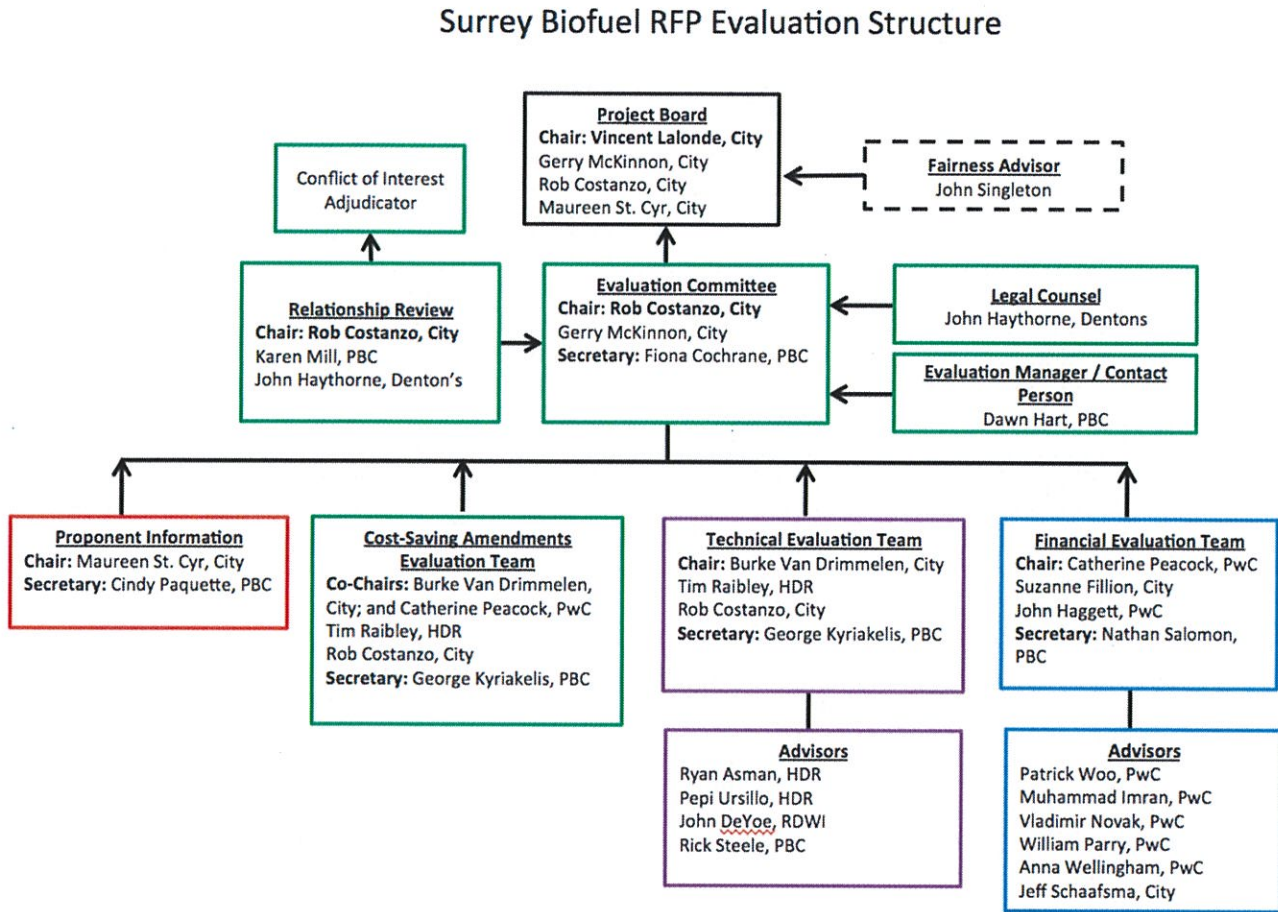 Surrey Biofuel RFP Evaluation Structure
Project Board
Chair: Vincent Lalonde, City
Gerry McKinnon, City
Rob Costanzo, City
Maureen St. Cyr, City
Fairness Advisor
John Singleton
Conflict of Interest
Adjudicator
Relationship Review
Chair: Rob Costanzo, City
Karen Mill, PBC
John Haythorne, Denton's
Evaluation Committee
Chair: Rob Costanzo, City
Gerry McKinnon, City
Secretary: Fiona Cochrane, PBC
Legal Counsel
John Haythorne, Dentons
Evaluation Manager / Contact
Person
Dawn Hart, PBC
Proponent Information
Chair: Maureen St. Cyr, City
Secretary: Cindy Paquette, PBC
Cost-Saving Amendments
Evaluation Team
Co-Chairs: Burke Van Drimmelen,
City; and Catherine Peacock, PwC
Tim Raibley, HDR
Rob Costanzo, City
Secretary: George Kyriakelis, PBC
Technical Evaluation Team
Chair: Burke Van Drimmelen, City
Tim Raibley, HDR
Rob Costanzo, City
Secretary: George Kyriakelis, PBC
Financial Evaluation Team
Chair: Catherine Peacock, PwC
Suzanne Fillion, City
John Haggett, PwC
Secretary: Nathan Salomon,
PBC
Advisors
Ryan Asman, HDR
Pepi Ursillo, HDR
John DeYoe, RDWI
Rick Steele, PBC
Advisors
Patrick Woo, PwC
Muhammad Imran, PwC
Vladimir Novak, PwC
William Parry, PwC
Anna Wellingham, PwC
Jeff Schaafsma, City